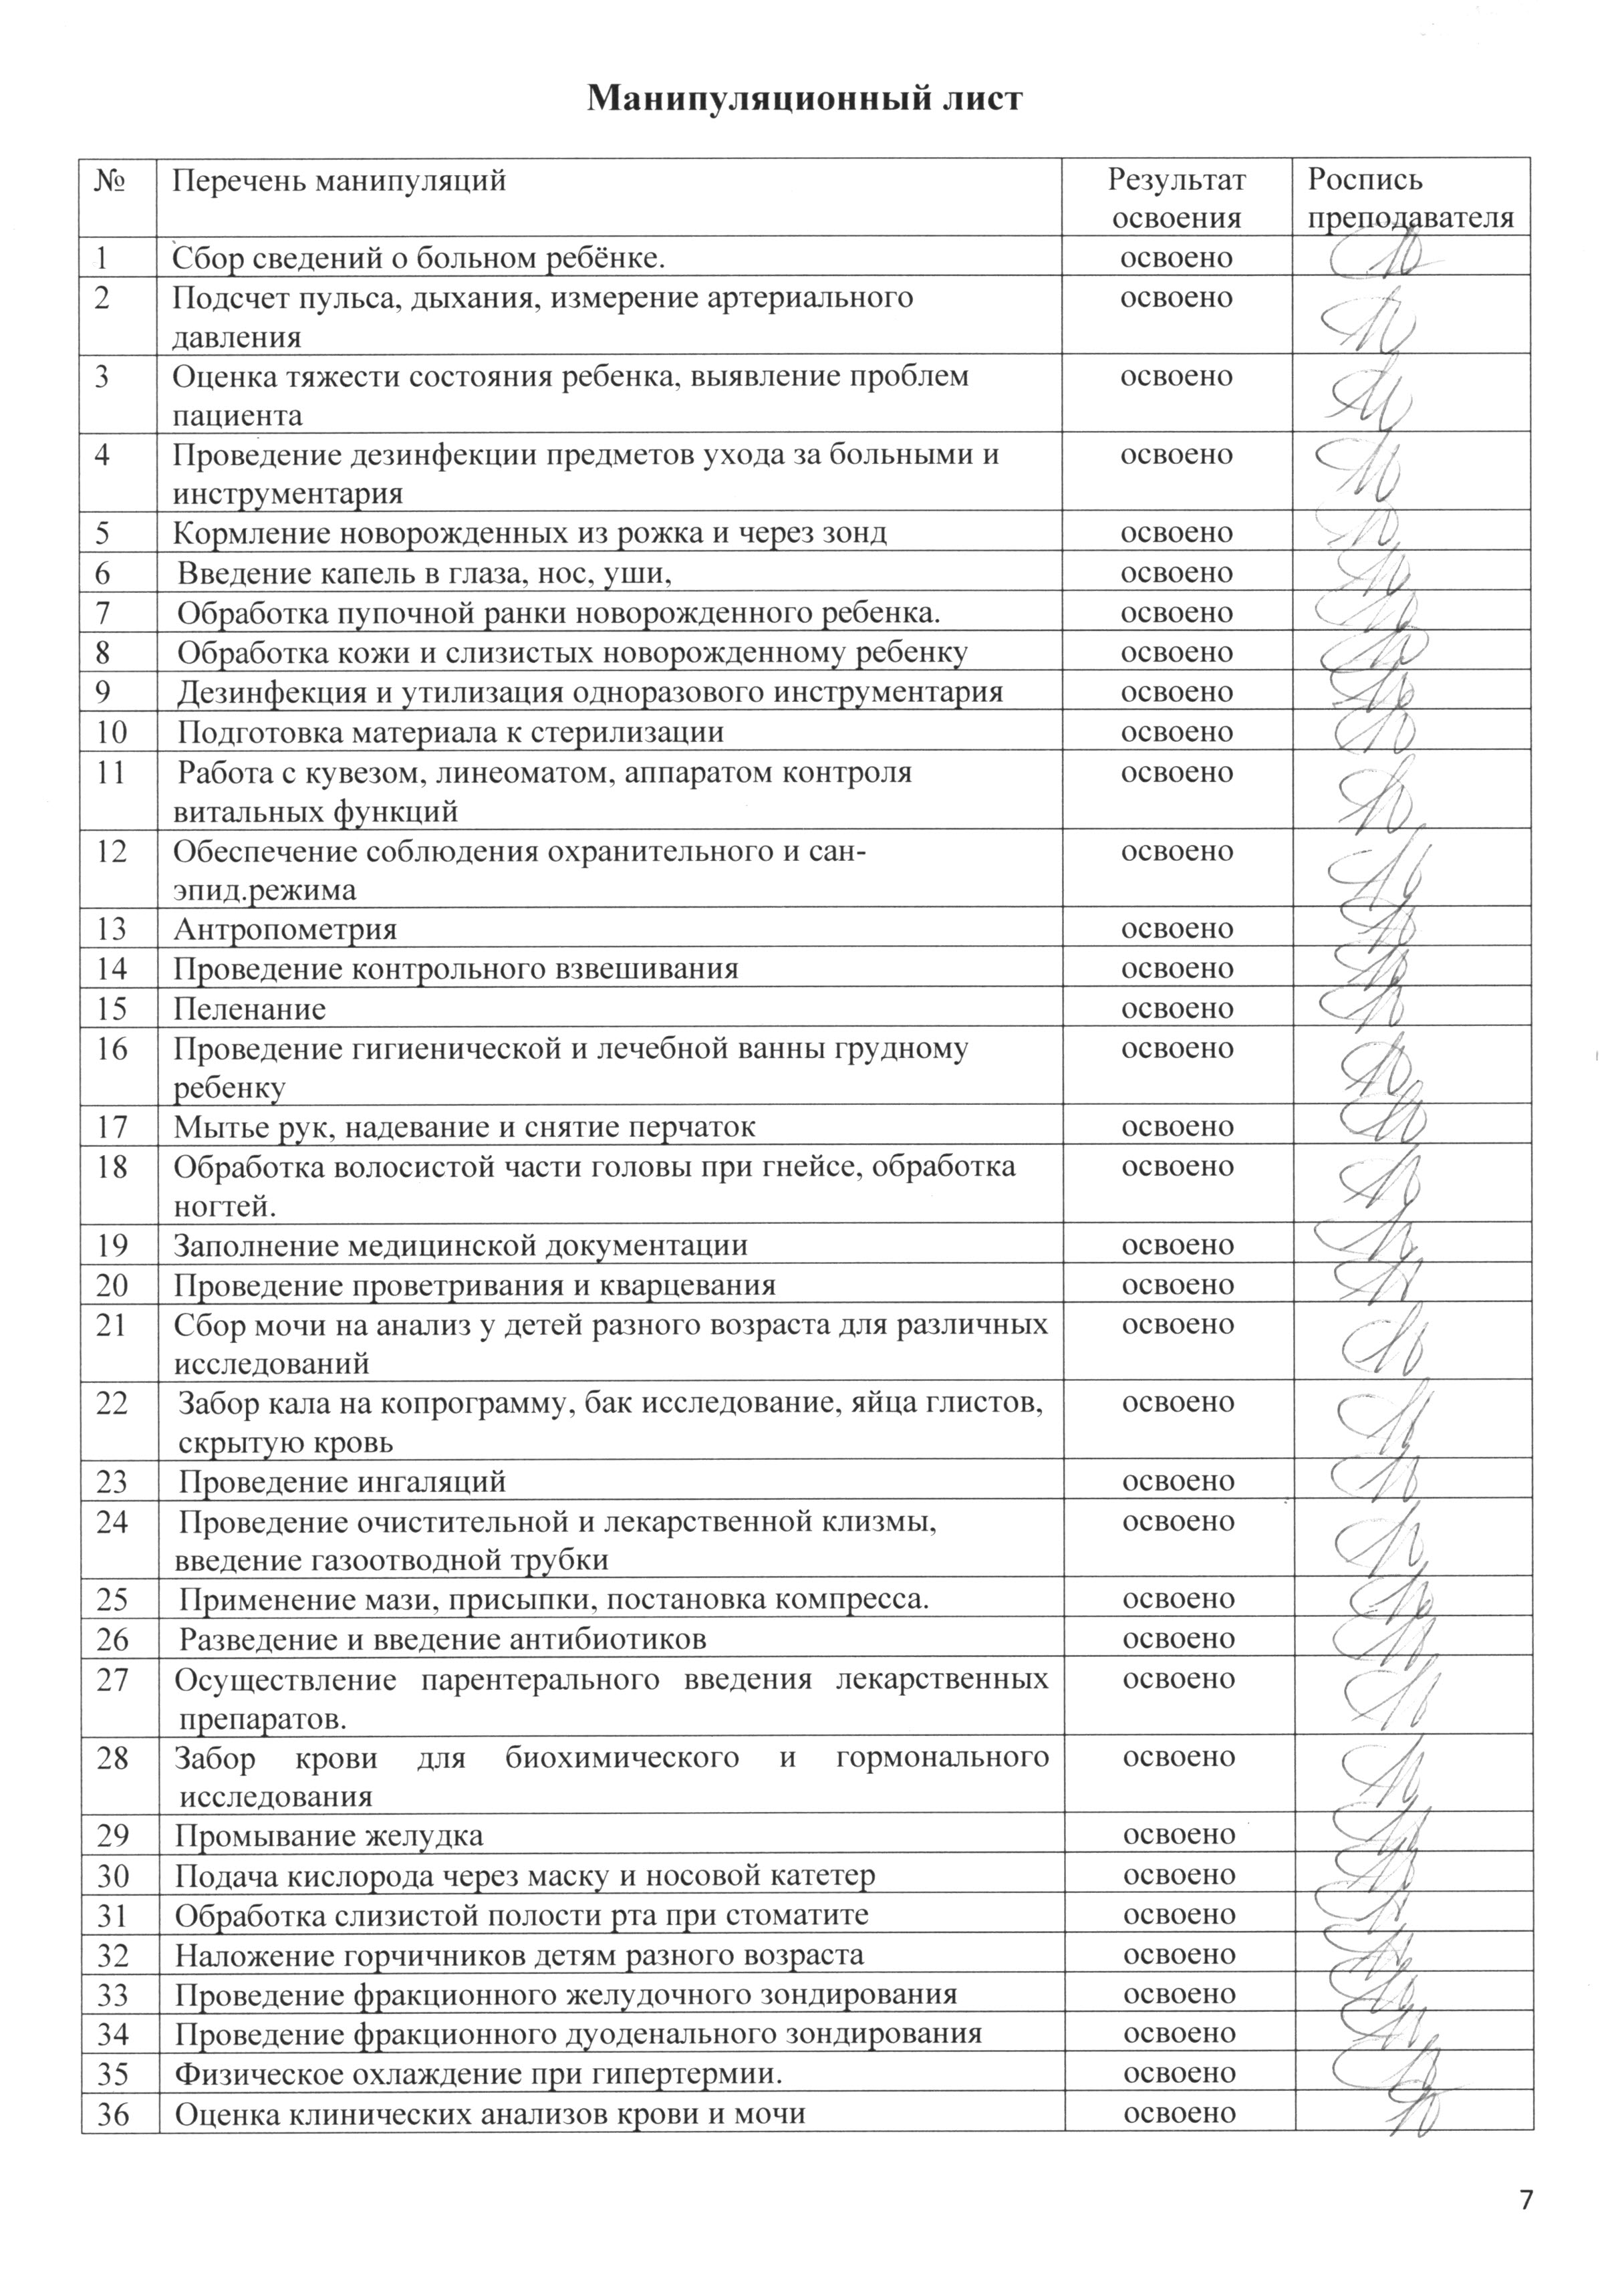 Манипуляционный лист
№ Перечень манипуляций Результат освоения Роспись преподавателя
1 Сбор сведений о больном ребёнке. освоено
2 Подсчет пульса, дыхания, измерение артериального освоено
давления
3 Оценка тяжести состояния ребенка, выявление проблем освоено
пациента
4 Проведение дезинфекции предметов ухода за больными и освоено
инструментария
5 Кормление новорожденных из рожка и через зонд освоено
6 Введение капель в глаза, нос, уши, освоено
7 Обработка пупочной ранки новорожденного ребенка. освоено
8 Обработка кожи и слизистых новорожденному ребенку освоено
9 Дезинфекция и утилизация одноразового инструментария освоено
10 Подготовка материала к стерилизации освоено
11 Работа с кувезом, линеоматом, аппаратом контроля освоено
витальных функций
12 Обеспечение соблюдения охранительного и сан- освоено
эпид.режима
13 Антропометрия освоено
14 Проведение контрольного взвешивания освоено
15 Пеленание освоено
16 Проведение гигиенической и лечебной ванны грудному освоено
ребенку
17 Мытье рук, надевание и снятие перчаток освоено
18 Обработка волосистой части головы при гнейсе, обработка освоено
ногтей.
19 Заполнение медицинской документации освоено
20 Проведение проветривания и кварцевания освоено
21 Сбор мочи на анализ у детей разного возраста для различных освоено
исследований
22 Забор кала на копрограмму, бак исследование, яйца глистов, освоено
скрытую кровь
23 Проведение ингаляций освоено
24 Проведение очистительной и лекарственной клизмы, освоено
введение газоотводной трубки
25 Применение мази, присыпки, постановка компресса. освоено
26 Разведение и введение антибиотиков освоено
27 Осуществление парентерального введения лекарственных освоено
препаратов.
28 Забор крови для биохимического и гормонального освоено
исследования
29 Промывание желудка освоено
30 Подача кислорода через маску и носовой катетер освоено
31 Обработка слизистой полости рта при стоматите освоено
32 Наложение горчичников детям разного возраста освоено
33 Проведение фракционного желудочного зондирования освоено
34 Проведение фракционного дуоденального зондирования освоено
35 Физическое охлаждение при гипертермии. освоено
36 Оценка клинических анализов крови и мочи освоено
7